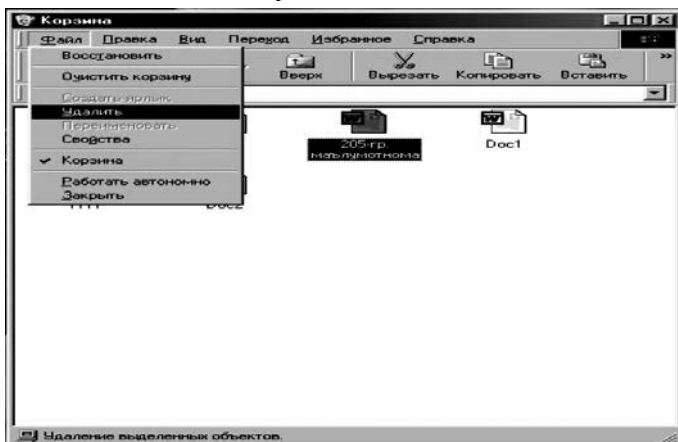 Корзина
Файл Правка Вид Переход Избранное Справка
Восстановить
Очистить корзину
Создать ярлык
Удалить
Переименовать
Свойства
Корзина
Работать автономно
Закрыть
Вверх Вырезать Копировать Вставить »
205-гр.
маълумотнома
Doc1
Doc2
Удаление выделенных объектов.